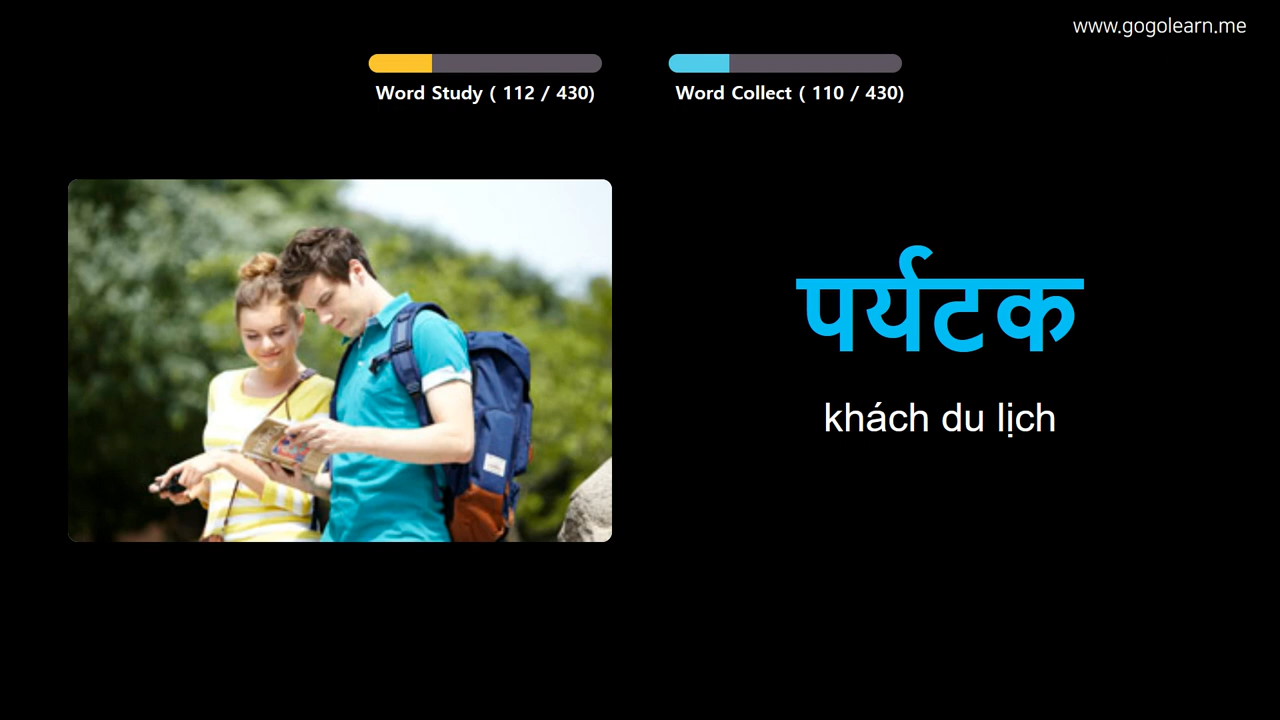 www.gogolearn.me
Word Study ( 112 / 430)
Word Collect ( 110 / 430)
पर्यटक
khách du lịch